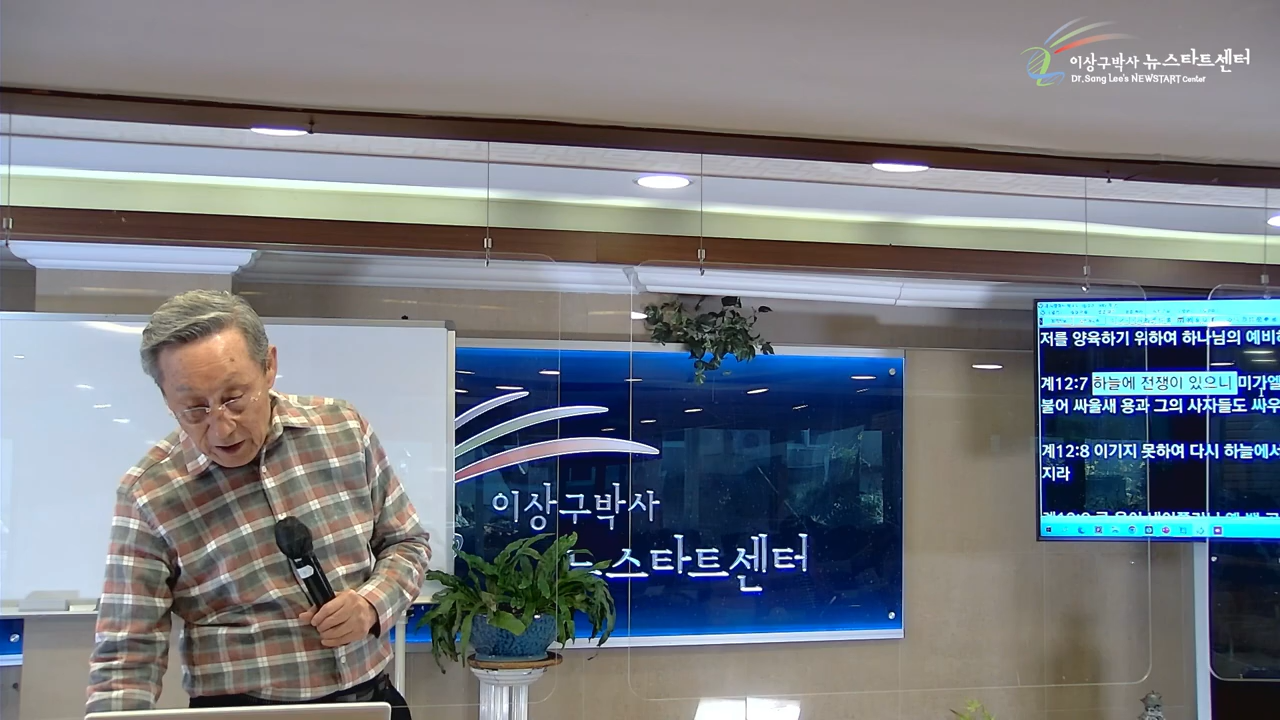 이상구박사 뉴스타트센터
Dr. Sang Lee's NEWSTART Center
저를 양육하기 위하여 하나님의 예비하
계12:7 하늘에 전쟁이 있으니 미가엘
불어 싸울새 용과 그의 사자들도 싸우
계12:8 이기지 못하여 다시 하늘에서
지라
이상구박사
뉴스타트센터